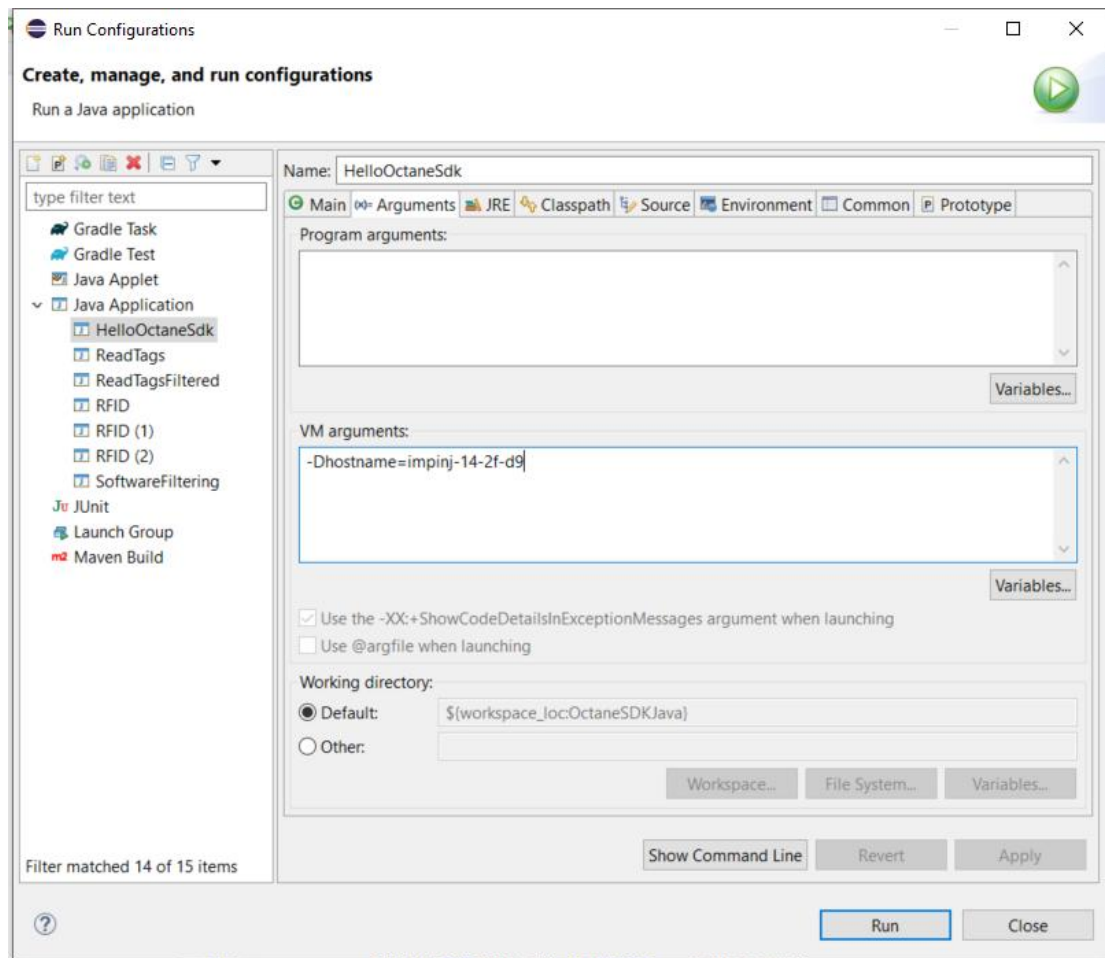 Run Configurations
Create, manage, and run configurations
Run a Java application
type filter text
Gradle Task
Gradle Test
Java Applet
Java Application
HelloOctaneSdk
ReadTags
ReadTagsFiltered
RFID
RFID (1)
RFID (2)
SoftwareFiltering
JUnit
Launch Group
Maven Build
Filter matched 14 of 15 items
Name: HelloOctaneSdk
Main Arguments JRE Classpath Source Environment Common Prototype
Program arguments:
Variables...
VM arguments:
-Dhostname=impinj-14-2f-d9
Variables...
Use the -XX:+ShowCodeDetailsInExceptionMessages argument when launching
Use @argfile when launching
Working directory:
Default: ${workspace_loc:OctaneSDKJava}
Other:
Workspace... File System... Variables...
Show Command Line Revert Apply
Run Close